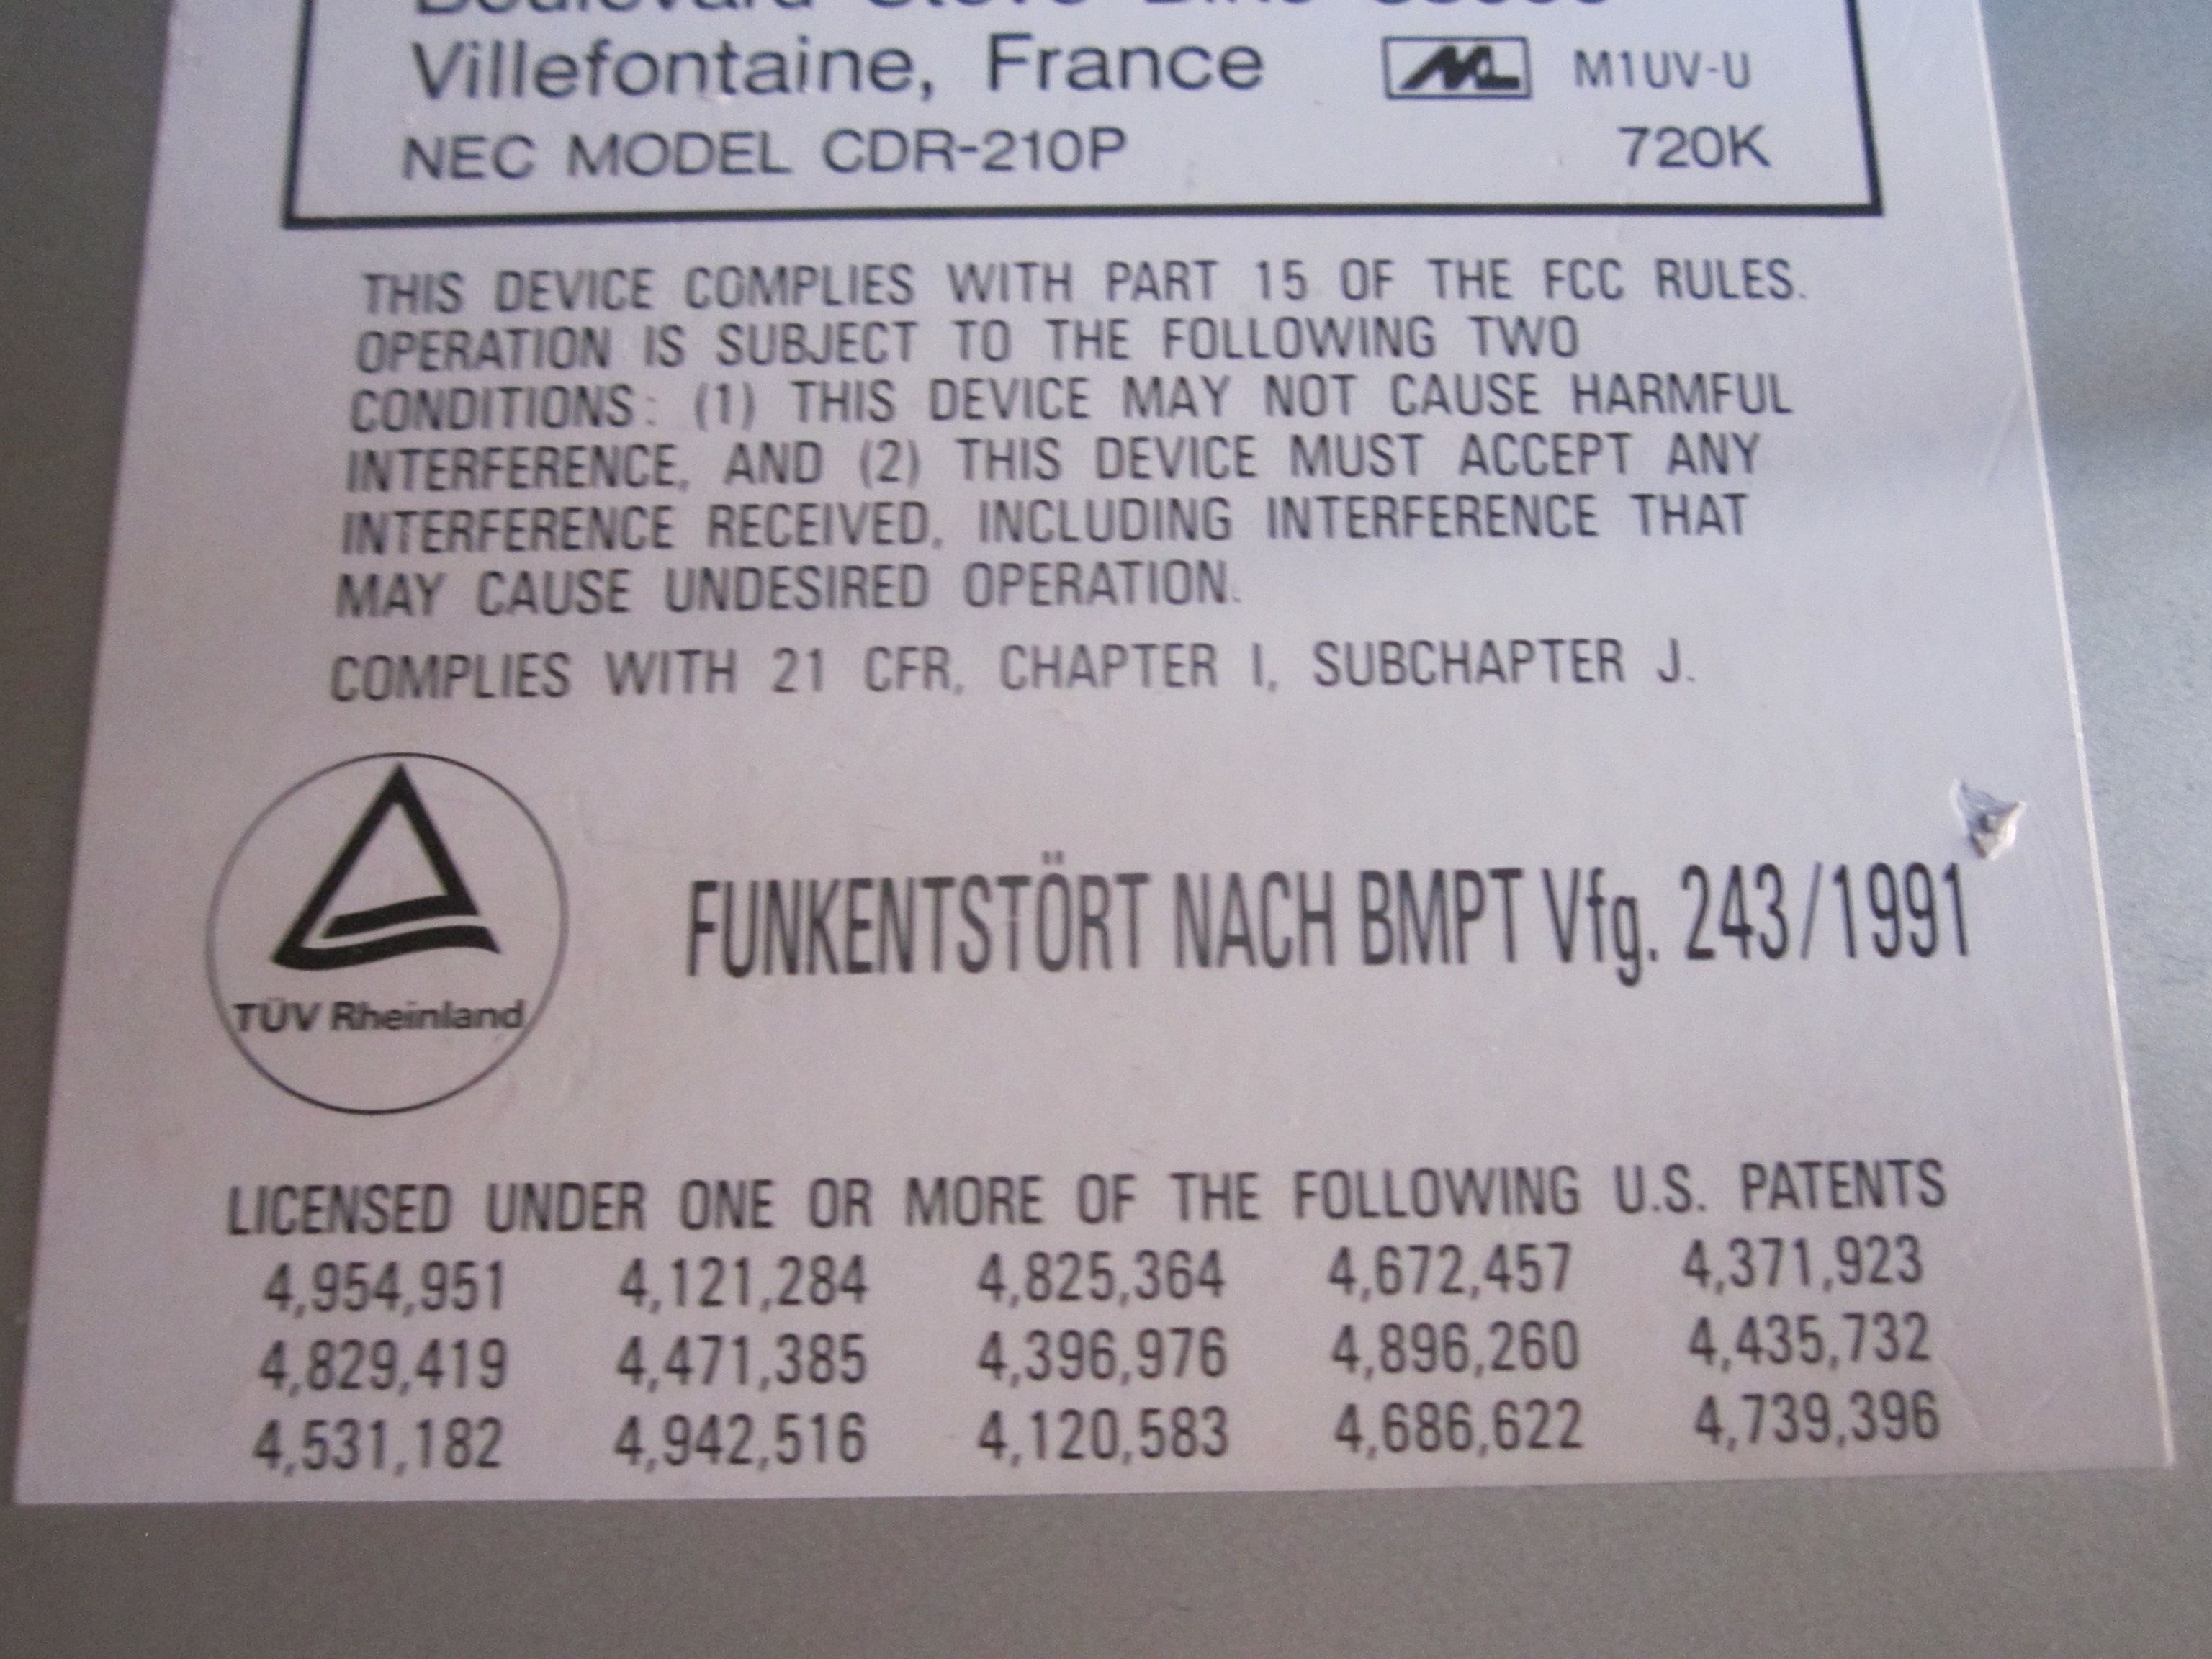 Boulevard Steve Biko
Villefontaine, France
M1UV-U
NEC MODEL CDR-210P
720K
THIS DEVICE COMPLIES WITH PART 15 OF THE FCC RULES.
OPERATION IS SUBJECT TO THE FOLLOWING TWO
CONDITIONS: (1) THIS DEVICE MAY NOT CAUSE HARMFUL
INTERFERENCE, AND (2) THIS DEVICE MUST ACCEPT ANY
INTERFERENCE RECEIVED, INCLUDING INTERFERENCE THAT
MAY CAUSE UNDESIRED OPERATION.
COMPLIES WITH 21 CFR, CHAPTER I, SUBCHAPTER J.
TÜV Rheinland
FUNKENTSTÖRT NACH BMPT Vfg. 243/1991
LICENSED UNDER ONE OR MORE OF THE FOLLOWING U.S. PATENTS
4,954,951 4,121,284 4,825,364 4,672,457 4,371,923
4,829,419 4,471,385 4,396,976 4,896,260 4,435,732
4,531,182 4,942,516 4,120,583 4,686,622 4,739,396